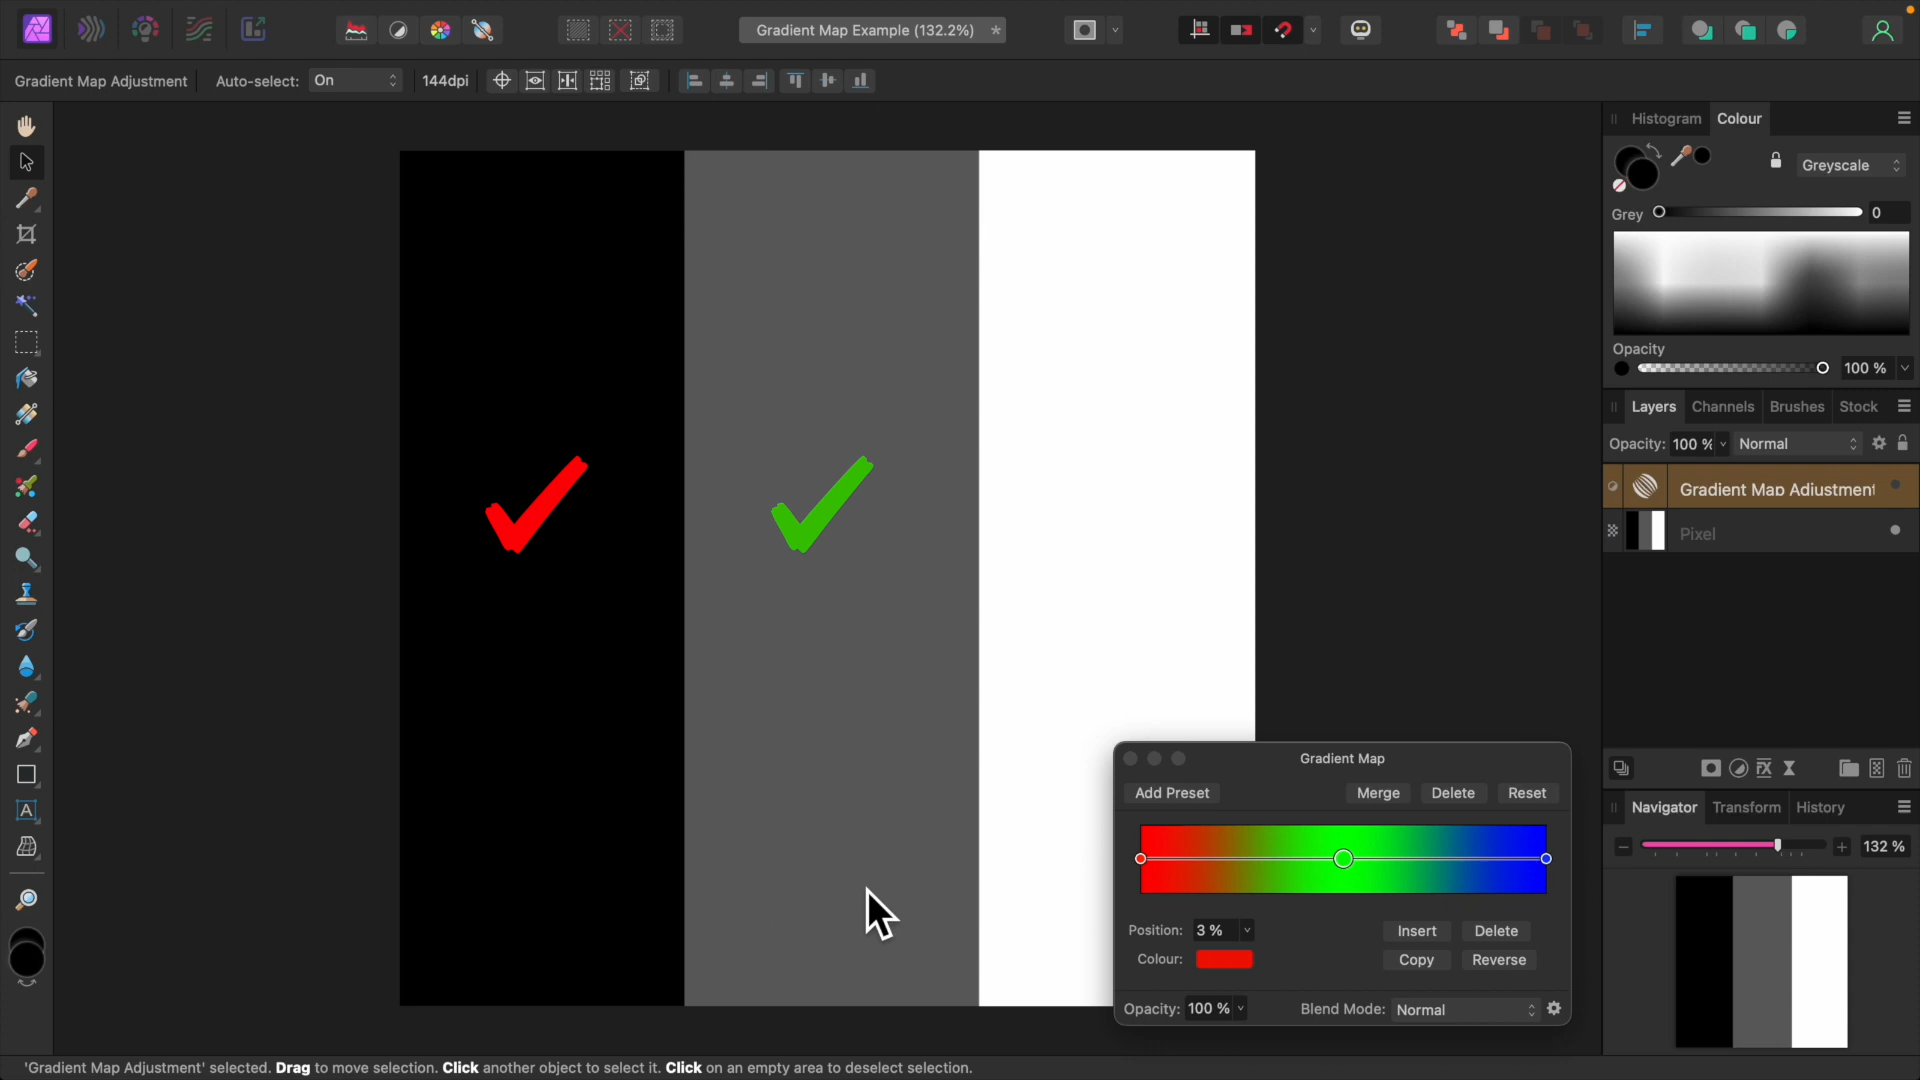 Gradient Map Example (132.2%) *
Gradient Map Adjustment Auto-select: On 144dpi
Histogram Colour
Greyscale
Grey 0
Opacity
100 %
Layers Channels Brushes Stock
Opacity: 100 % Normal
Gradient Map Adjustment
Pixel
Navigator Transform History
132 %
Gradient Map
Add Preset Merge Delete Reset
Position: 3 % Insert Delete
Colour: Copy Reverse
Opacity: 100 % Blend Mode: Normal
'Gradient Map Adjustment' selected. Drag to move selection. Click another object to select it. Click on an empty area to deselect selection.